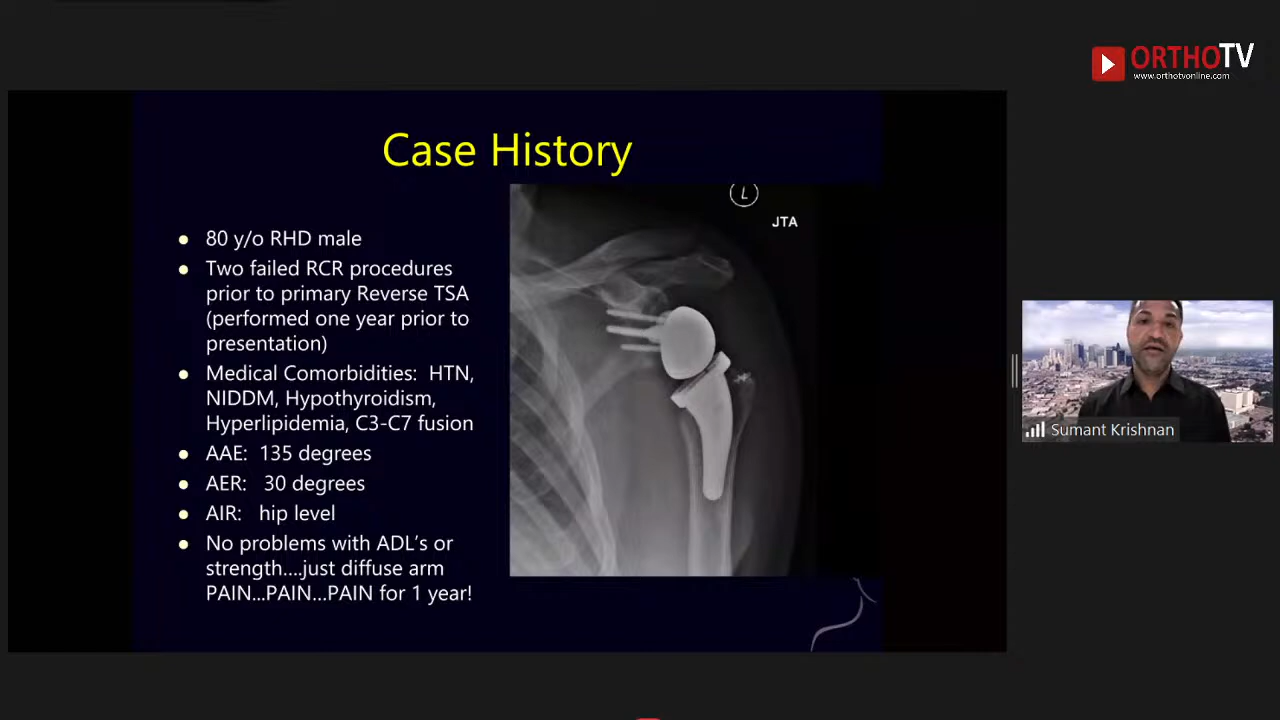 ORTHOTV
www.orthotvonline.com
Case History
L
JTA
80 y/o RHD male
Two failed RCR procedures
prior to primary Reverse TSA
(performed one year prior to
presentation)
Medical Comorbidities: HTN,
NIDDM, Hypothyroidism,
Hyperlipidemia, C3-C7 fusion
AAE: 135 degrees
AER: 30 degrees
AIR: hip level
No problems with ADL’s or
strength....just diffuse arm
PAIN...PAIN...PAIN for 1 year!
Sumant Krishnan